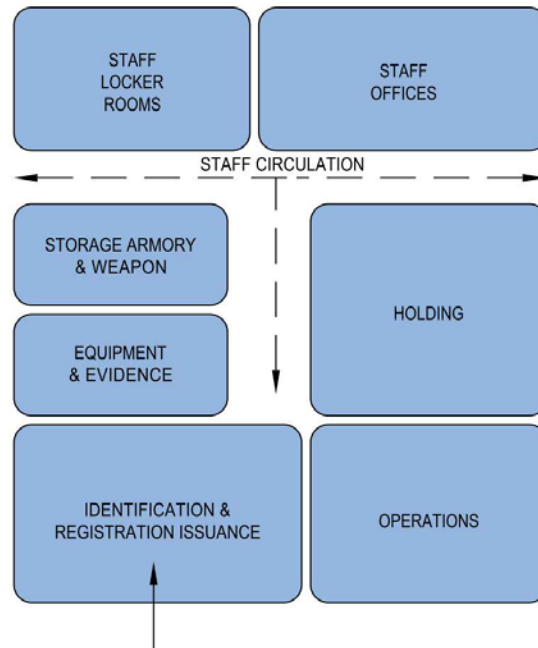 STAFF
LOCKER
ROOMS
STAFF
OFFICES
STAFF CIRCULATION
STORAGE ARMORY
& WEAPON
HOLDING
EQUIPMENT
& EVIDENCE
IDENTIFICATION &
REGISTRATION ISSUANCE
OPERATIONS